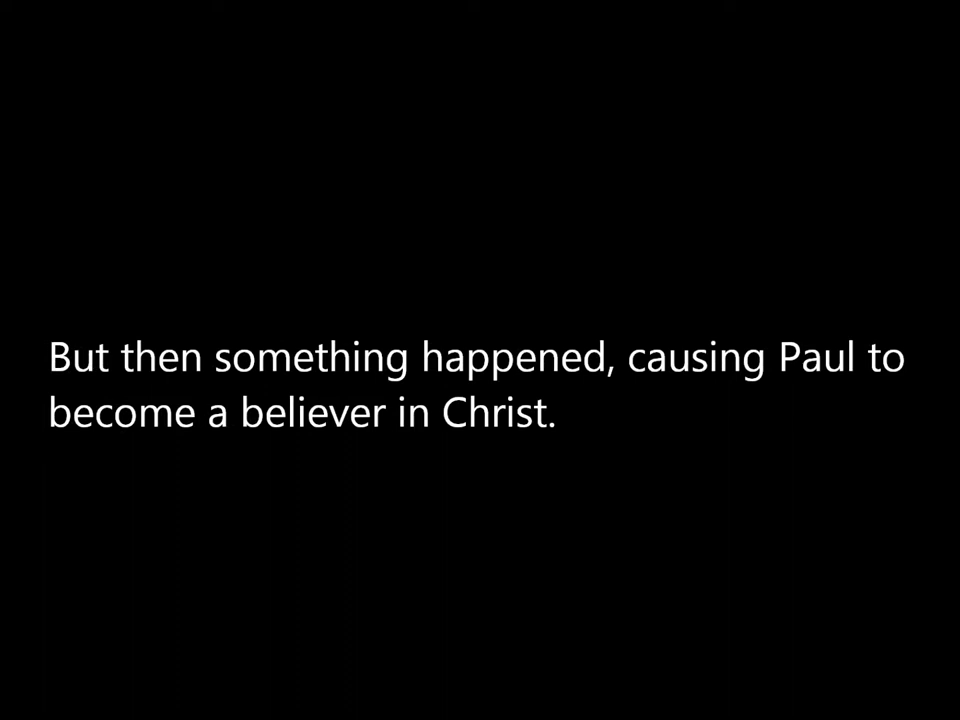 But then something happened, causing Paul to
become a believer in Christ.